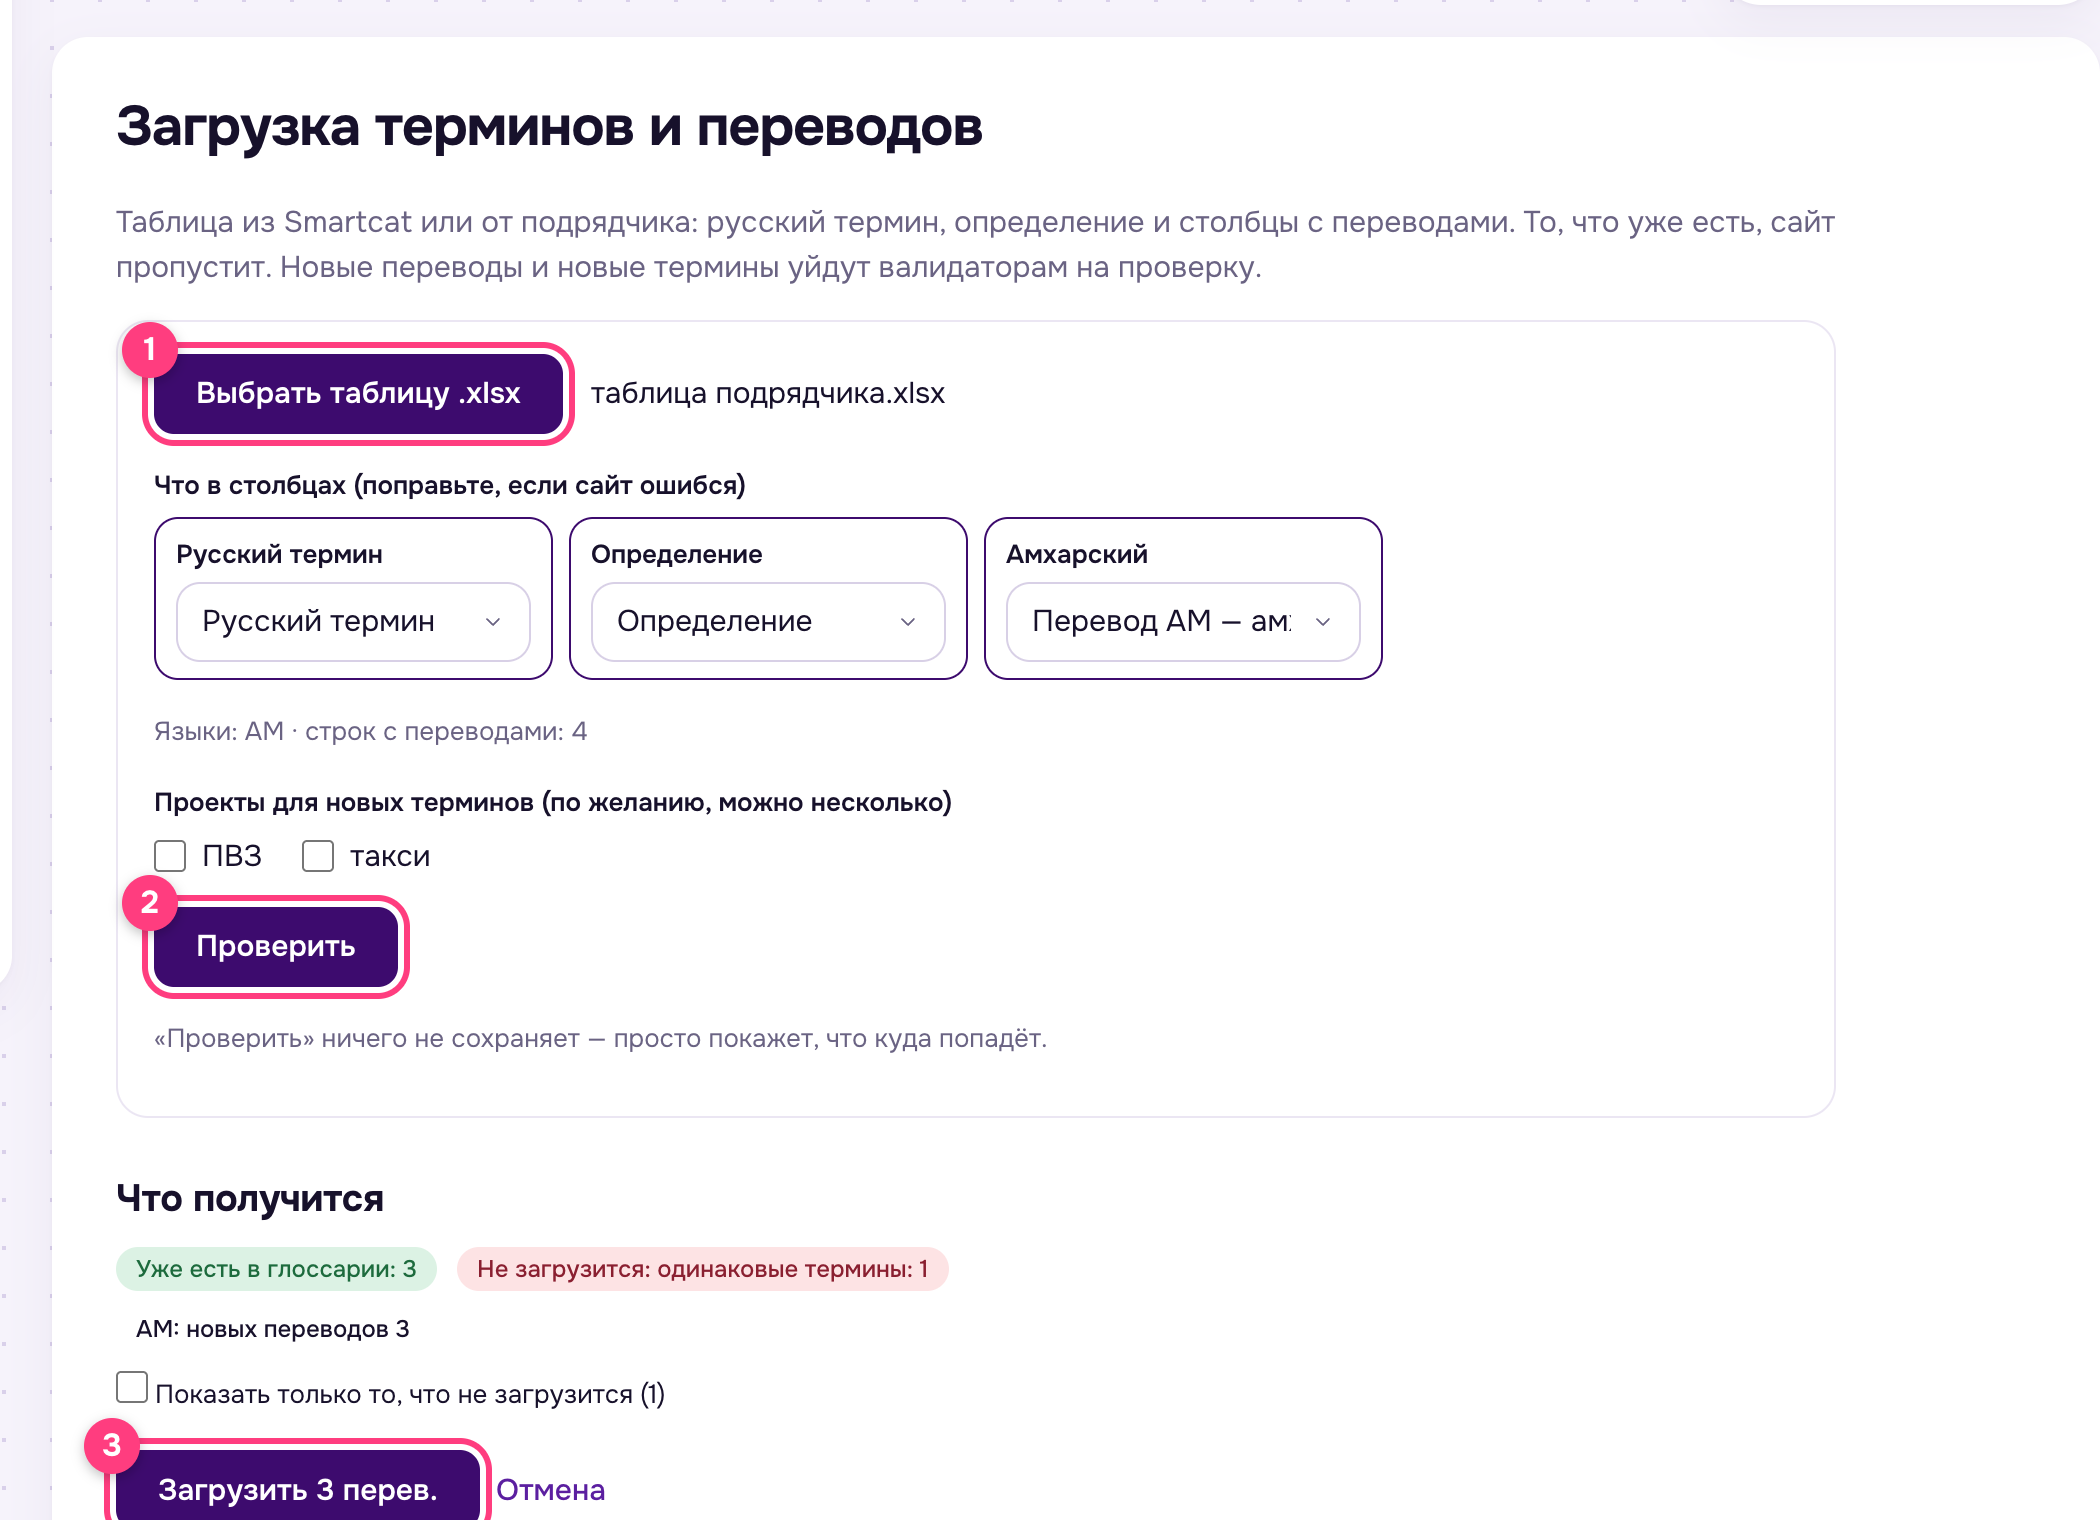 Загрузка терминов и переводов
Таблица из Smartcat или от подрядчика: русский термин, определение и столбцы с переводами. То, что уже есть, сайт
пропустит. Новые переводы и новые термины уйдут валидаторам на проверку.
1
Выбрать таблицу .xlsx таблица подрядчика.xlsx
Что в столбцах (поправьте, если сайт ошибся)
Русский термин Определение Амхарский
Русский термин Определение Перевод AM — ам
Языки: AM · строк с переводами: 4
Проекты для новых терминов (по желанию, можно несколько)
ПВЗ такси
2
Проверить
«Проверить» ничего не сохраняет — просто покажет, что куда попадёт.
Что получится
Уже есть в глоссарии: 3 Не загрузится: одинаковые термины: 1
AM: новых переводов 3
Показать только то, что не загрузится (1)
3
Загрузить 3 перев. Отмена